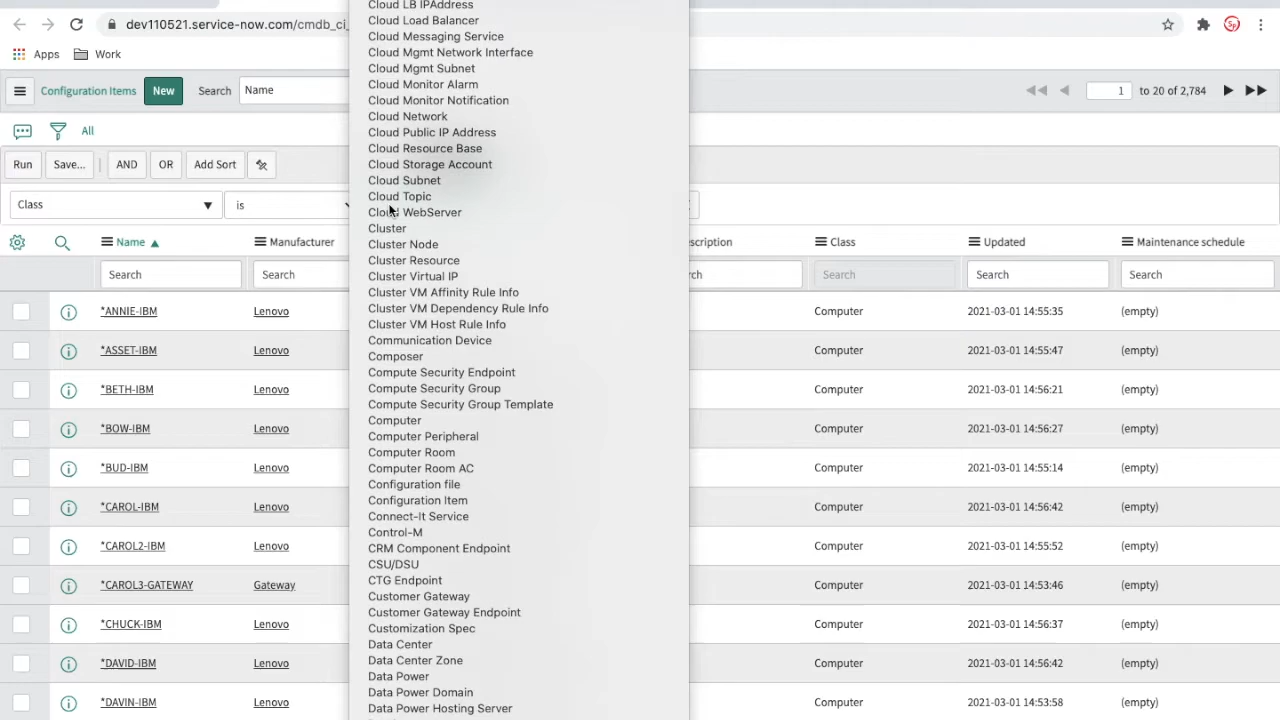 dev110521.service-now.com/cmdb_ci_
Apps Work
Configuration Items New Search Name 1 to 20 of 2,784
All
Run Save... AND OR Add Sort
Class is
Name Manufacturer scription Class Updated Maintenance schedule
Search Search rch Search Search Search
*ANNIE-IBM Lenovo Computer 2021-03-01 14:55:35 (empty)
*ASSET-IBM Lenovo Computer 2021-03-01 14:55:47 (empty)
*BETH-IBM Lenovo Computer 2021-03-01 14:56:21 (empty)
*BOW-IBM Lenovo Computer 2021-03-01 14:56:27 (empty)
*BUD-IBM Lenovo Computer 2021-03-01 14:55:14 (empty)
*CAROL-IBM Lenovo Computer 2021-03-01 14:56:42 (empty)
*CAROL2-IBM Lenovo Computer 2021-03-01 14:55:52 (empty)
*CAROL3-GATEWAY Gateway Computer 2021-03-01 14:53:46 (empty)
*CHUCK-IBM Lenovo Computer 2021-03-01 14:56:37 (empty)
*DAVID-IBM Lenovo Computer 2021-03-01 14:56:42 (empty)
*DAVIN-IBM Lenovo Computer 2021-03-01 14:53:58 (empty)
Cloud LB IPAddress
Cloud Load Balancer
Cloud Messaging Service
Cloud Mgmt Network Interface
Cloud Mgmt Subnet
Cloud Monitor Alarm
Cloud Monitor Notification
Cloud Network
Cloud Public IP Address
Cloud Resource Base
Cloud Storage Account
Cloud Subnet
Cloud Topic
Cloud WebServer
Cluster
Cluster Node
Cluster Resource
Cluster Virtual IP
Cluster VM Affinity Rule Info
Cluster VM Dependency Rule Info
Cluster VM Host Rule Info
Communication Device
Composer
Compute Security Endpoint
Compute Security Group
Compute Security Group Template
Computer
Computer Peripheral
Computer Room
Computer Room AC
Configuration file
Configuration Item
Connect-It Service
Control-M
CRM Component Endpoint
CSU/DSU
CTG Endpoint
Customer Gateway
Customer Gateway Endpoint
Customization Spec
Data Center
Data Center Zone
Data Power
Data Power Domain
Data Power Hosting Server